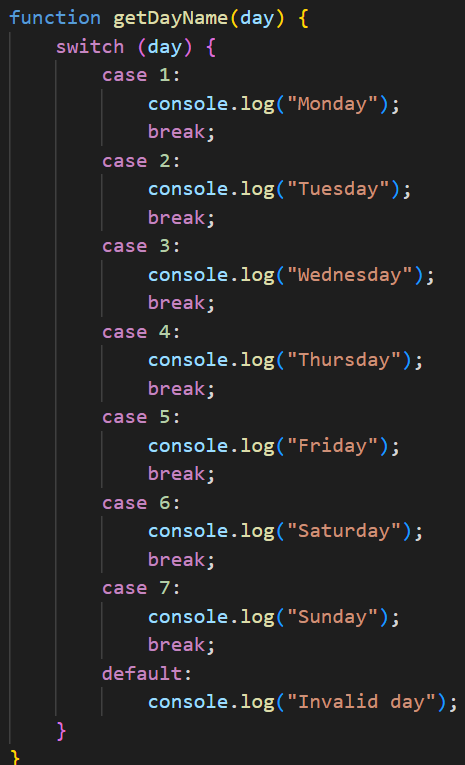 function getDayName(day) {
    switch (day) {
        case 1:
            console.log("Monday");
            break;
        case 2:
            console.log("Tuesday");
            break;
        case 3:
            console.log("Wednesday");
            break;
        case 4:
            console.log("Thursday");
            break;
        case 5:
            console.log("Friday");
            break;
        case 6:
            console.log("Saturday");
            break;
        case 7:
            console.log("Sunday");
            break;
        default:
            console.log("Invalid day");
    }
}